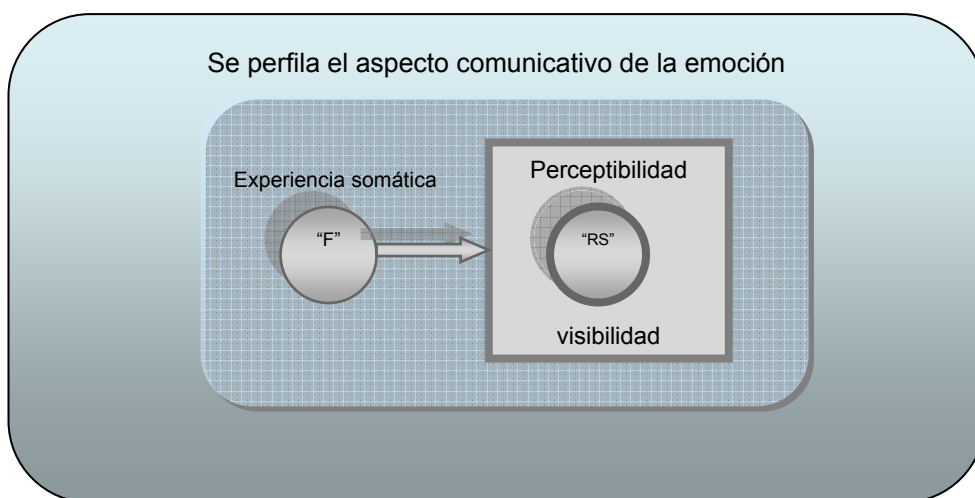 Se perfila el aspecto comunicativo de la emoción
Experiencia somática
Perceptibilidad
“F”
“RS”
visibilidad